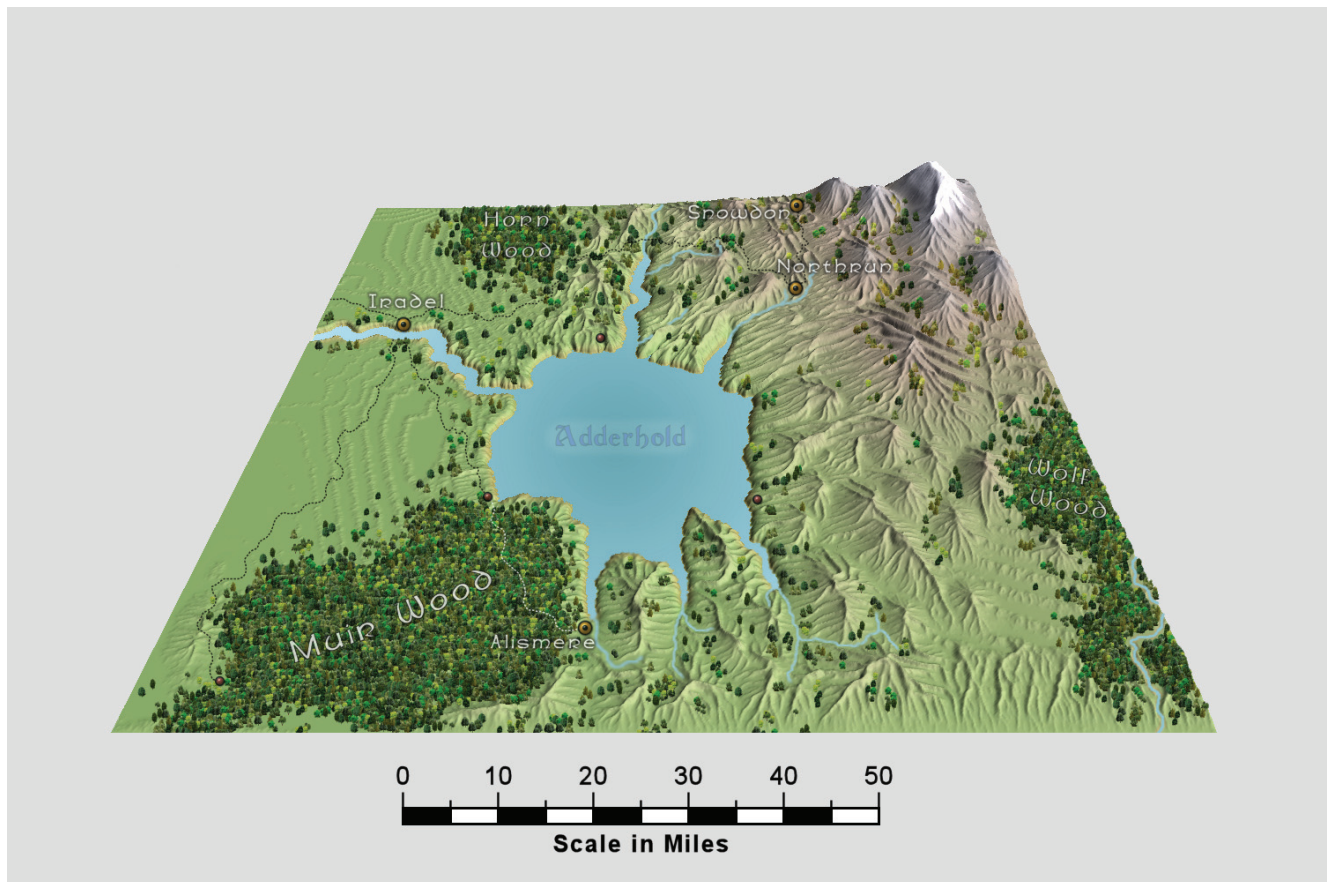 Horn
Wood
Snowdon
Northrun
Iradel
Adderhold
Wolf
Wood
Muir Wood
Alismere
0 10 20 30 40 50
Scale in Miles